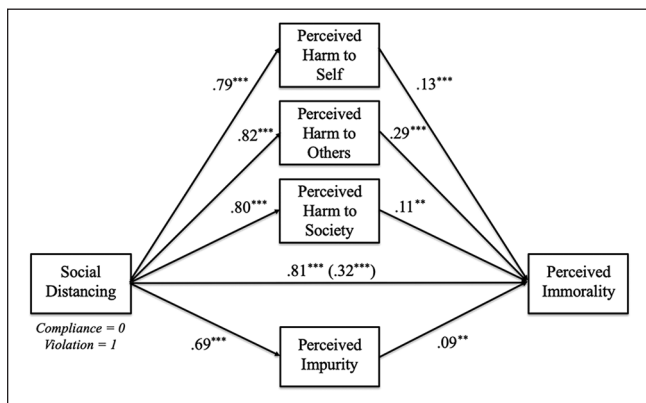 Perceived
Harm to
Self
.79***
.13***
Perceived
Harm to
Others
.82***
.29***
Perceived
Harm to
Society
.80***
.11**
Social
Distancing
.81*** (.32***)
Perceived
Immorality
Compliance = 0
Violation = 1
.69***
Perceived
Impurity
.09**